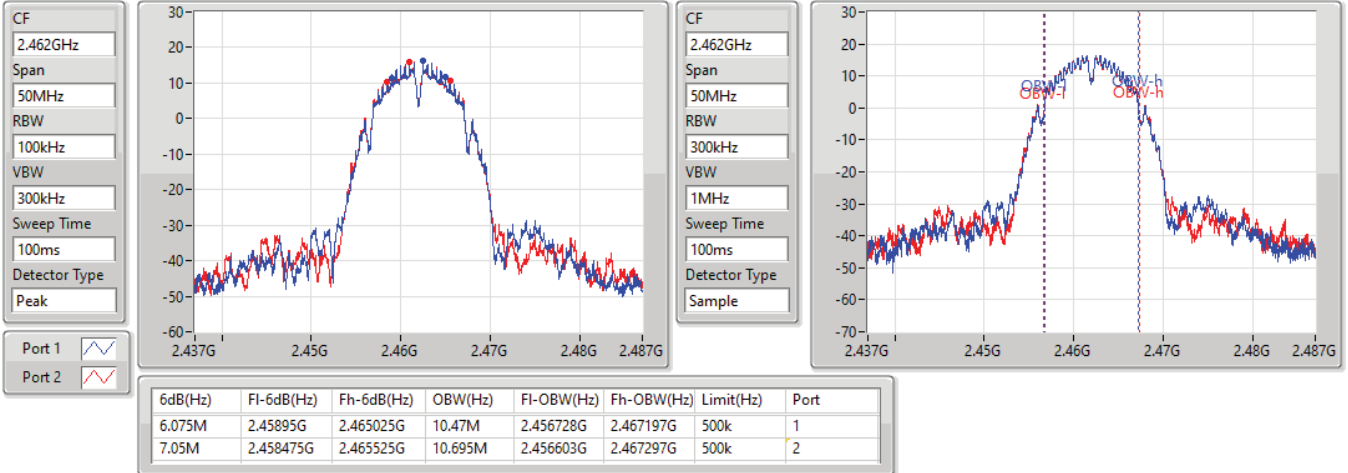 CF
2.462GHz
Span
50MHz
RBW
100kHz
VBW
300kHz
Sweep Time
100ms
Detector Type
Peak
Port 1
Port 2
30
20
10
0
-10
-20
-30
-40
-50
-60
2.437G 2.45G 2.46G 2.47G 2.48G 2.487G
CF
2.462GHz
Span
50MHz
RBW
300kHz
VBW
1MHz
Sweep Time
100ms
Detector Type
Sample
30
20
10
0
-10
-20
-30
-40
-50
-60
-70
OBW-l OBW-h
OBW-l OBW-h
2.437G 2.45G 2.46G 2.47G 2.48G 2.487G
6dB(Hz) Fl-6dB(Hz) Fh-6dB(Hz) OBW(Hz) Fl-OBW(Hz) Fh-OBW(Hz) Limit(Hz) Port
6.075M 2.45895G 2.465025G 10.47M 2.456728G 2.467197G 500k 1
7.05M 2.458475G 2.465525G 10.695M 2.456603G 2.467297G 500k 2